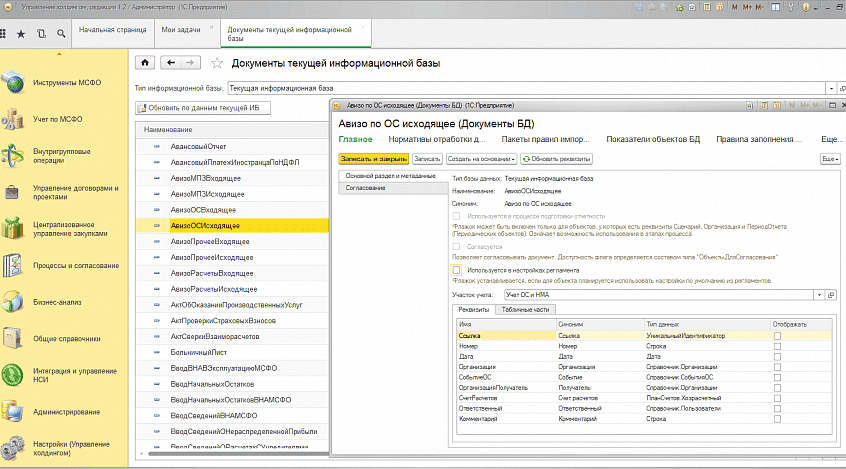 Управление холдингом, редакция 1.2 / Администратор (1С:Предприятие)
M M+ M-
Начальная страница
Мои задачи
Документы текущей информационной базы
Инструменты МСФО
Учет по МСФО
Внутригрупповые операции
Управление договорами и проектами
Централизованное управление закупками
Процессы и согласование
Бизнес-анализ
Общие справочники
Интеграция и управление НСИ
Администрирование
Настройки (Управление холдингом)
Документы текущей информационной базы
Тип информационной базы: Текущая информационная база
Обновить по данным текущей ИБ
Наименование
АвансовыйОтчет
АвансовыйПлатежИностранцаПоНДФЛ
АвизоМПЗВходящее
АвизоМПЗИсходящее
АвизоОСВходящее
АвизоОСИсходящее
АвизоПрочееВходящее
АвизоПрочееИсходящее
АвизоРасчетыВходящее
АвизоРасчетыИсходящее
АктОбОказанииПроизводственныхУслуг
АктПроверкиСтраховыхВзносов
АктСверкиВзаиморасчетов
БольничныйЛист
ВводВНАВЭксплуатациюМСФО
ВводНачальныхОстатков
ВводНачальныхОстатковВНАМСФО
ВводСведенийВНАМСФО
ВводСведенийОНераспределеннойПрибыли
ВводСведенийОРасчетахСУчредителями
Авизо по ОС исходящее (Документы БД) (1С:Предприятие)
M M+ M-
Авизо по ОС исходящее (Документы БД)
Главное Нормативы отработки д... Пакеты правил импор... Показатели объектов БД Правила заполнения ... Еще...
Записать и закрыть Записать Создать на основании Обновить реквизиты Еще
Основной раздел и метаданные
Согласование
Тип базы данных: Текущая информационная база
Наименование: АвизоОСИсходящее
Синоним: Авизо по ОС исходящее
Используется в процессе подготовки отчетности
Флажок может быть включен только для объектов, у которых есть реквизиты Сценарий, Организация и ПериодОтчета
(Периодических объектов). Означает возможность использования в этапах процесса
Согласуется
Позволяет согласовывать документ. Доступность флага определяется составом типа "ОбъектыДляСогласования"
Используется в настройках регламента
Флажок устанавливается, если для объекта планируется использовать настройки по умолчанию из регламентов.
Участок учета: Учет ОС и НМА
Реквизиты Табличные части
Имя Синоним Тип данных Отображать
Ссылка Ссылка УникальныйИдентификатор
Номер Номер Строка
Дата Дата Дата
Организация Организация Справочник.Организации
СобытиеОС Событие Справочник.СобытияОС
ОрганизацияПолучатель Получатель Справочник.Организации
СчетРасчетов Счет расчетов ПланСчетов.Хозрасчетный
Ответственный Ответственный Справочник.Пользователи
Комментарий Комментарий Строка